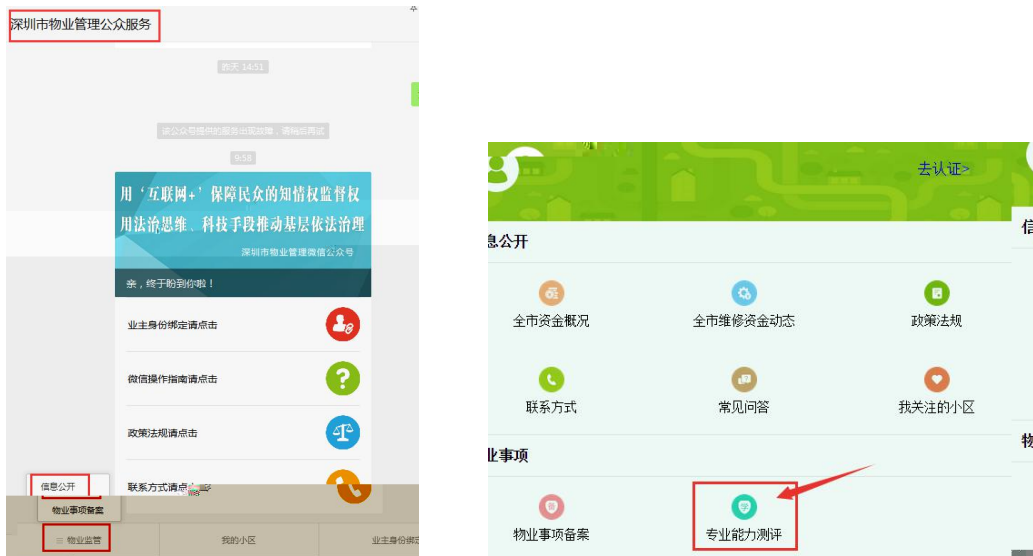 深圳市物业管理公众服务
昨天 14:51
该公众号提供的服务出现故障，请稍后再试
9:58
用‘互联网+’保障民众的知情权监督权
用法治思维、科技手段推动基层依法治理
深圳市物业管理微信公众号
亲，终于盼到你啦！
业主身份绑定请点击
微信操作指南请点击
政策法规请点击
联系方式请点
信息公开
物业事项备案
物业监管
我的小区
业主身份绑
去认证>
息公开
全市资金概况
全市维修资金动态
政策法规
联系方式
常见问答
我关注的小区
业事项
物业事项备案
专业能力测评
信
物